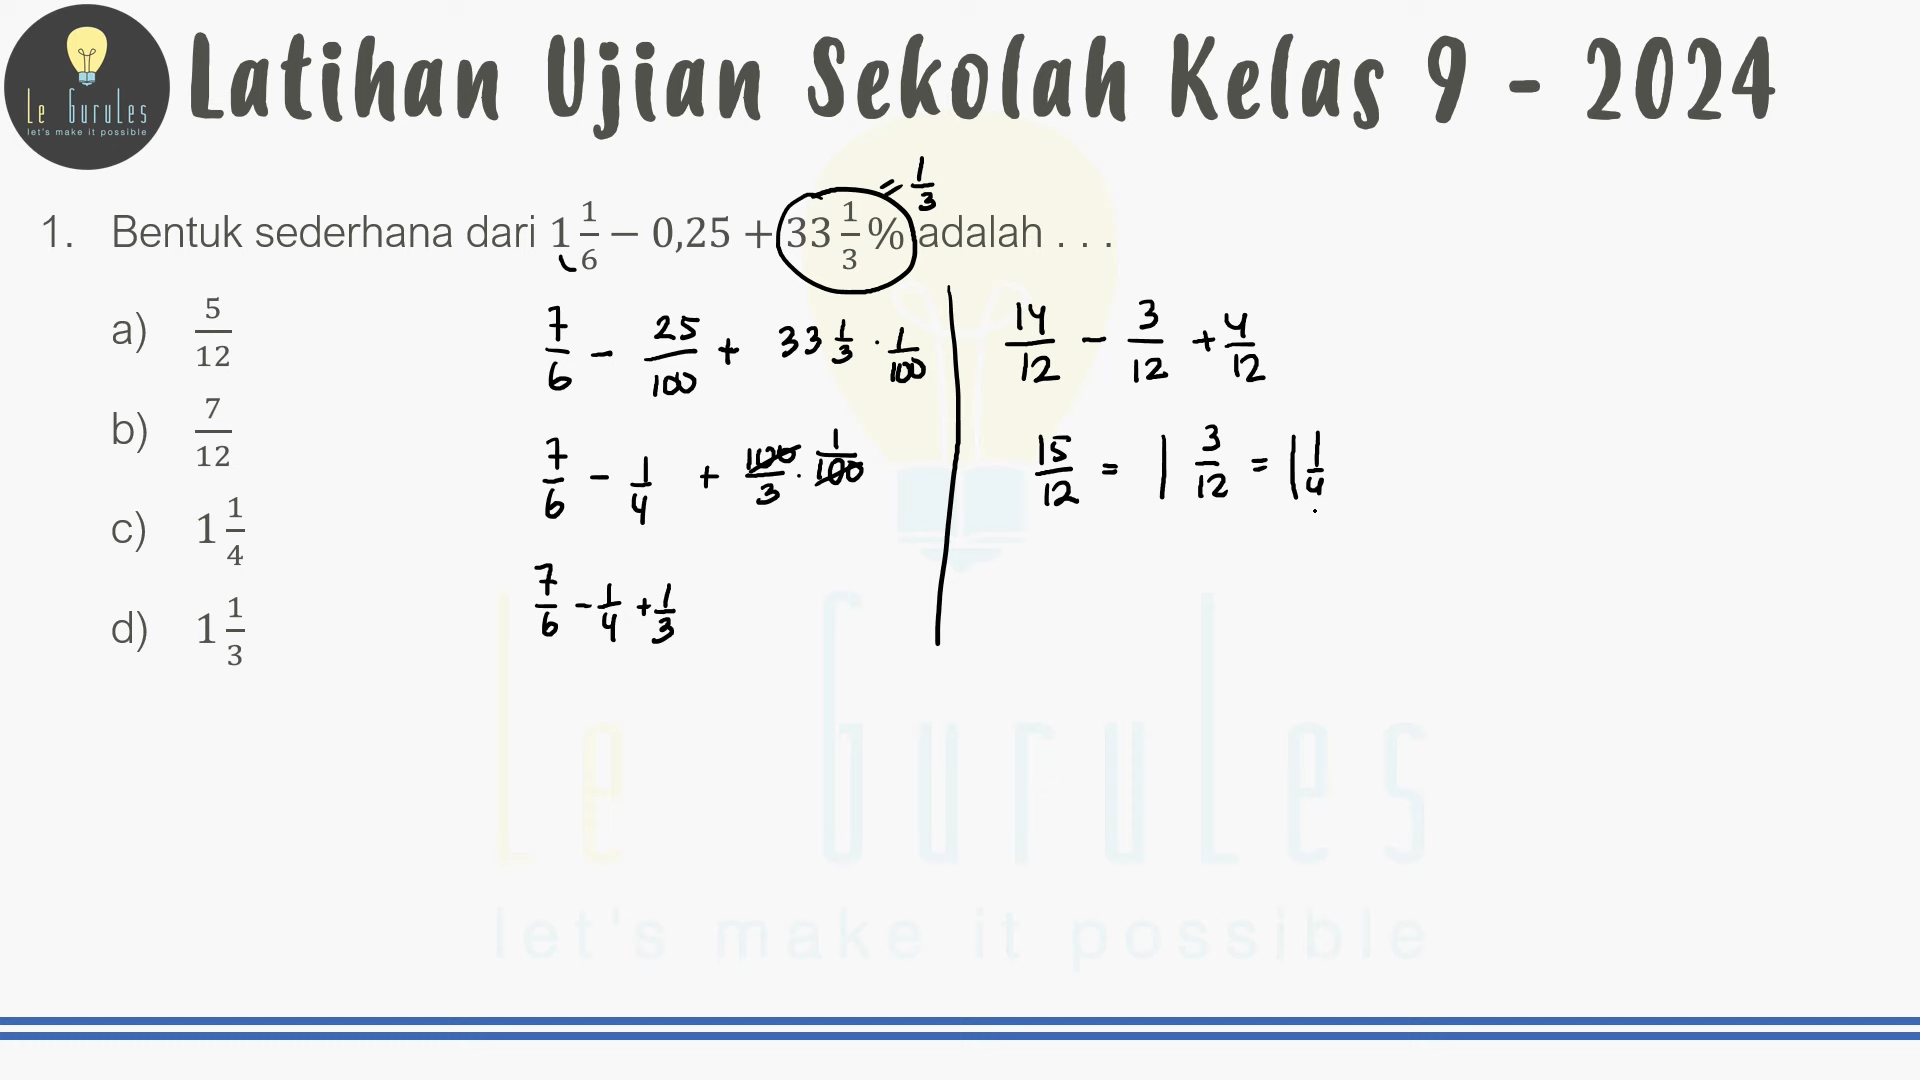 Le GuruLes
let's make it possible
Latihan Ujian Sekolah Kelas 9 - 2024
= 1/3
1. Bentuk sederhana dari 1 1/6 − 0,25 + 33 1/3 % adalah . . .
a) 5/12
b) 7/12
c) 1 1/4
d) 1 1/3
7/6 − 25/100 + 33 1/3 · 1/100
7/6 − 1/4 + 100/3 · 1/100
7/6 − 1/4 + 1/3
14/12 − 3/12 + 4/12
15/12 = 1 3/12 = 1 1/4
Le GuruLes
let's make it possible